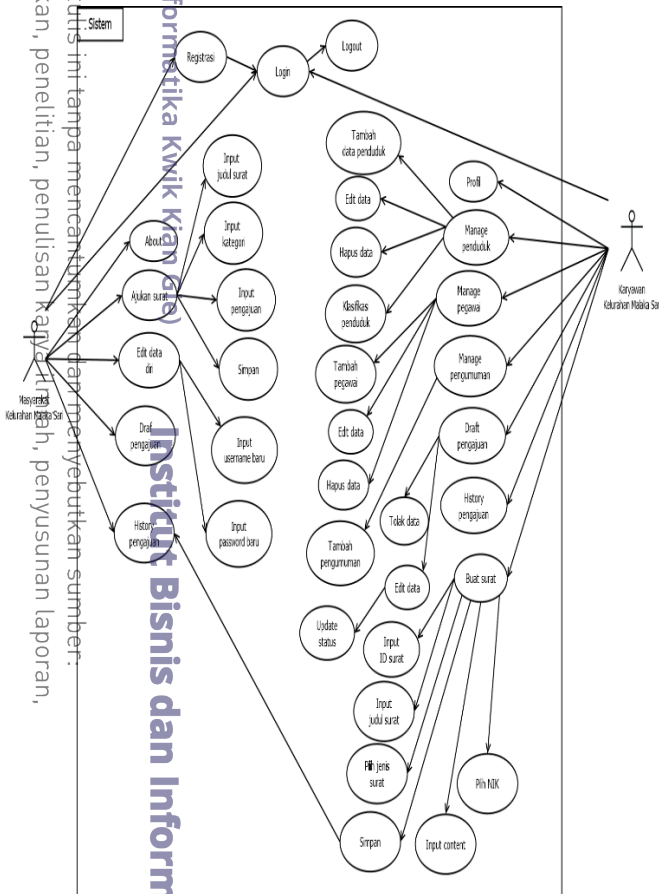 Sistem
Registrasi
Login
Logout
Input
judul surat
Input
kategori
Input
pengajuan
Simpan
About
Ajukan surat
Edit data
diri
Draf
pengajuan
History
pengajuan
Input
username baru
Input
password baru
Masyarakat
Kelurahan Malaka Sari
Tambah
data penduduk
Edit data
Hapus data
Klasifikasi
penduduk
Tambah
pegawai
Edit data
Hapus data
Tambah
pengumuman
Profil
Manage
penduduk
Manage
pegawai
Manage
pengumuman
Draft
pengajuan
History
pengajuan
Buat surat
Tolak data
Edit data
Update
status
Input
ID surat
Input
judul surat
Pilih jenis
surat
Simpan
Input content
Pilh NIK
Karyawan
Kelurahan Malaka Sari
formatika Kwik Kian Gie)
Institut Bisnis dan Inform
tulis ini tanpa mencantumkan dan menyebutkan sumber:
kan, penelitian, penulisan karya ilmiah, penyusunan laporan,